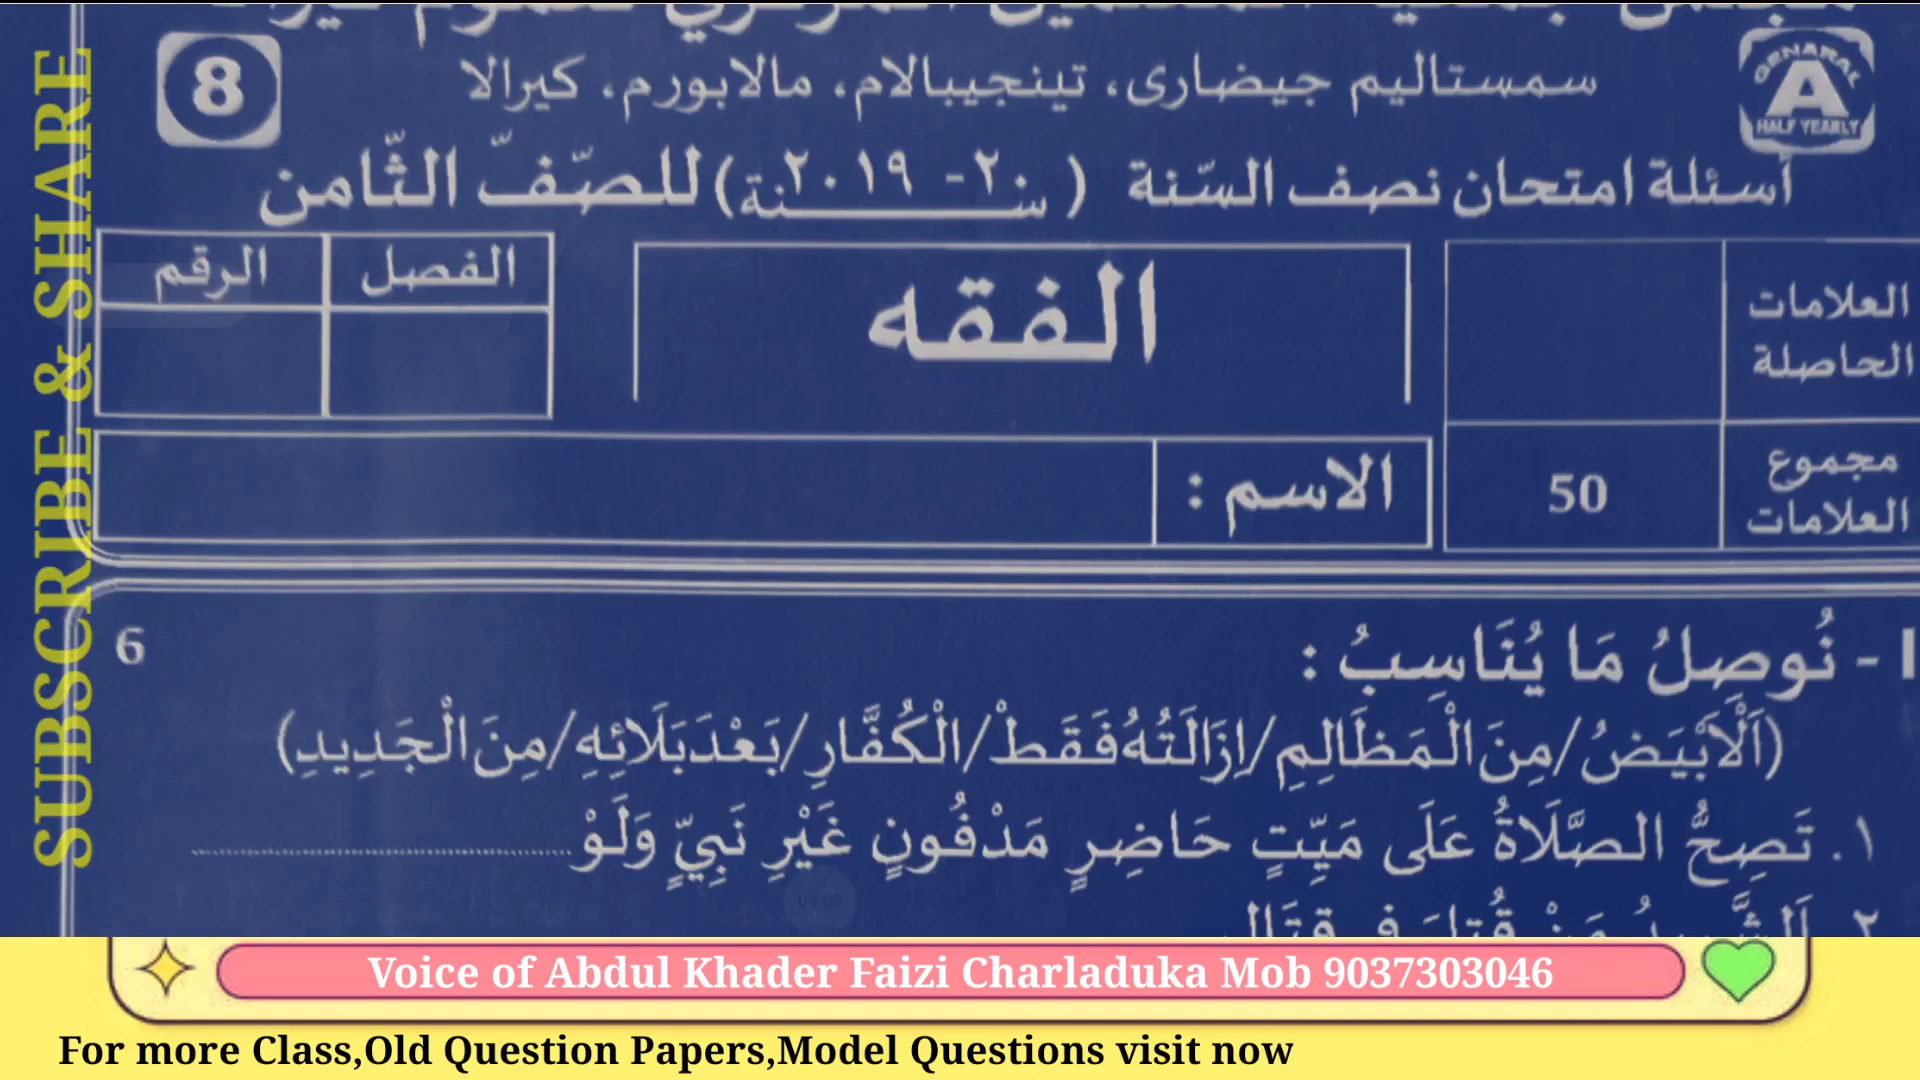 8
سمستاليم جيضارى، تينجيبالام، مالابورم، كيرالا
GENARAL
A
HALF YEARLY
أسئلة امتحان نصف السّنة (سنة ٢٠ - ٢٠١٩) للصّفّ الثّامن
العلامات الحاصلة
الفقه
الفصل
الرقم
مجموع العلامات
50
الاسم :
I - نُوصِلُ مَا يُنَاسِبُ :
6
(اَلْاَبْيَضُ/مِنَ الْمَظَالِمِ/اِزَالَتُهُ فَقَطْ/الْكُفَّارِ/بَعْدَ بَلَائِهِ/مِنَ الْجَدِيدِ)
١. تَصِحُّ الصَّلَاةُ عَلَى مَيِّتٍ حَاضِرٍ مَدْفُونٍ غَيْرِ نَبِيٍّ وَلَوْ ........................
SUBSCRIBE & SHARE
Voice of Abdul Khader Faizi Charladuka Mob 9037303046
For more Class,Old Question Papers,Model Questions visit now